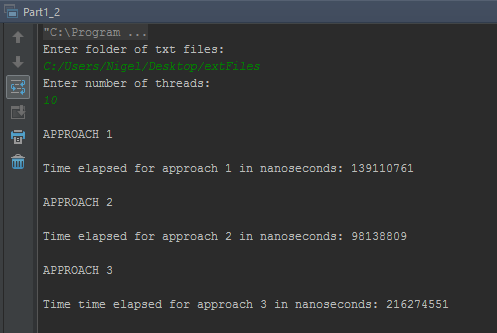 Part1_2
"C:\Program ...
Enter folder of txt files:
C:/Users/Nigel/Desktop/extFiles
Enter number of threads:
10
APPROACH 1
Time elapsed for approach 1 in nanoseconds: 139110761
APPROACH 2
Time elapsed for approach 2 in nanoseconds: 98138809
APPROACH 3
Time time elapsed for approach 3 in nanoseconds: 216274551